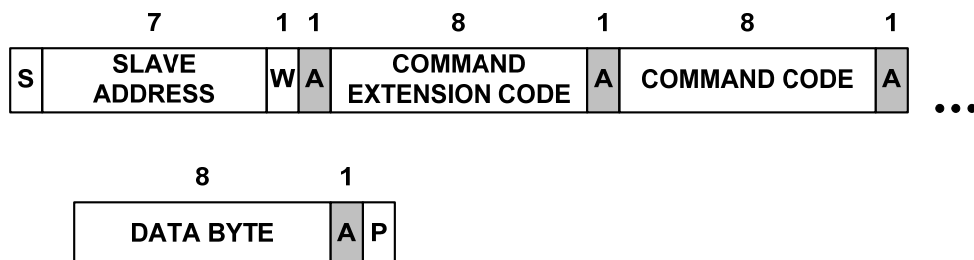 7 1 1 8 1 8 1
S SLAVE ADDRESS W A COMMAND EXTENSION CODE A COMMAND CODE A ...
8 1
DATA BYTE A P